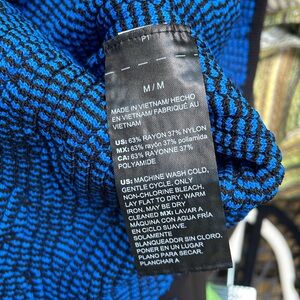 P1
M / M
MADE IN VIETNAM/ HECHO
EN VIETNAM/ FABRIQUÉ AU
VIETNAM
US: 63% RAYON 37% NYLON
MX: 63% rayón 37% poliamida
CA: 63% RAYONNE 37%
POLYAMIDE
US: MACHINE WASH COLD,
GENTLE CYCLE, ONLY
NON-CHLORINE BLEACH,
LAY FLAT TO DRY, WARM
IRON, MAY BE DRY
CLEANED MX: LAVAR A
MÁQUINA CON AGUA FRÍA
EN CICLO SUAVE,
SOLAMENTE
BLANQUEADOR SIN CLORO,
PONER EN UN LUGAR
PLANO PARA SECAR,
PLANCHAR A